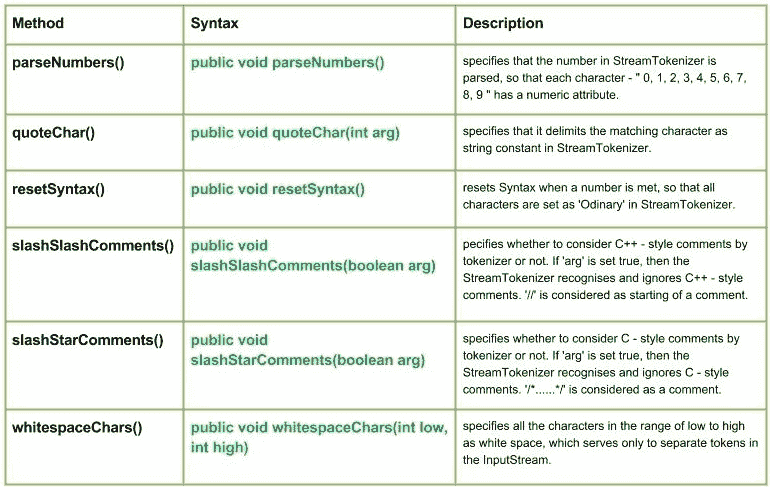 Method Syntax Description
parseNumbers() public void parseNumbers() specifies that the number in StreamTokenizer is
parsed, so that each character - " 0, 1, 2, 3, 4, 5, 6, 7,
8, 9 " has a numeric attribute.
quoteChar() public void quoteChar(int arg) specifies that it delimits the matching character as
string constant in StreamTokenizer.
resetSyntax() public void resetSyntax() resets Syntax when a number is met, so that all
characters are set as 'Odinary' in StreamTokenizer.
slashSlashComments() public void
slashSlashComments(boolean arg)
pecifies whether to consider C++ - style comments by
tokenizer or not. If 'arg' is set true, then the
StreamTokenizer recognises and ignores C++ - style
comments. '//' is considered as starting of a comment.
slashStarComments() public void
slashStarComments(boolean arg)
specifies whether to consider C - style comments by
tokenizer or not. If 'arg' is set true, then the
StreamTokenizer recognises and ignores C - style
comments. '/*......*/' is considered as a comment.
whitespaceChars() public void whitespaceChars(int low,
int high)
specifies all the characters in the range of low to high
as white space, which serves only to separate tokens in
the InputStream.